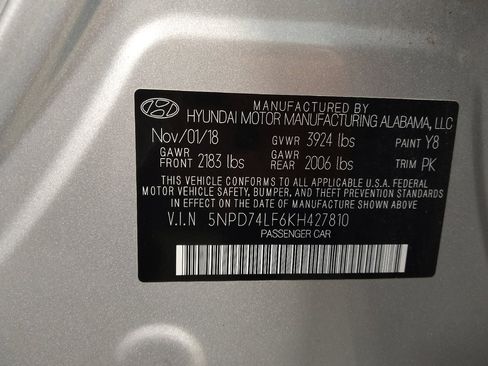 MANUFACTURED BY
HYUNDAI MOTOR MANUFACTURING ALABAMA, LLC
Nov/01/18 GVWR 3924 lbs PAINT Y8
GAWR FRONT 2183 lbs GAWR REAR 2006 lbs TRIM PK
THIS VEHICLE CONFORMS TO ALL APPLICABLE U.S.A. FEDERAL
MOTOR VEHICLE SAFETY, BUMPER, AND THEFT PREVENTION STANDARDS
IN EFFECT ON THE DATE OF MANUFACTURE SHOWN ABOVE.
V.I.N 5NPD74LF6KH427810
PASSENGER CAR